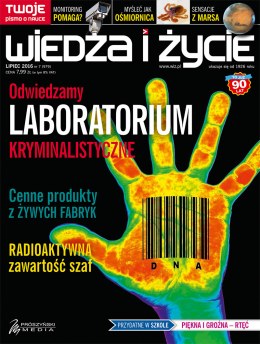 TWOJE
PISMO O NAUCE
MONITORING
POMAGA?
MYŚLEĆ JAK
OŚMIORNICA
SENSACJE
Z MARSA
WIEDZA i ŻYCIE
LIPIEC 2016
CENA 7,99
www.wiz.pl
ukazuje się od 1926 roku
90
LAT
Odwiedzamy
LABORATORIUM
KRYMINALISTYCZNE
Cenne produkty
z ŻYWYCH FABRYK
RADIOAKTYWNA
zawartość szaf
DNA
PRÓSZYŃSKI
MEDIA
PRZYDATNE W SZKOLE
PIĘKNA I GROŹNA – RTĘĆ